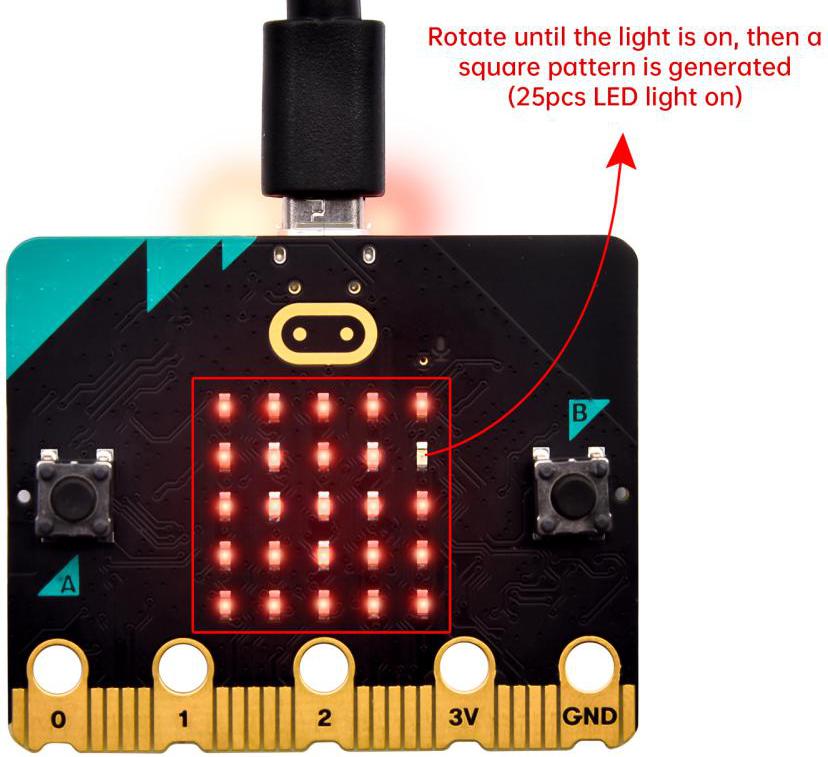 Rotate until the light is on, then a
square pattern is generated
(25pcs LED light on)
B
A
0 1 2 3V GND